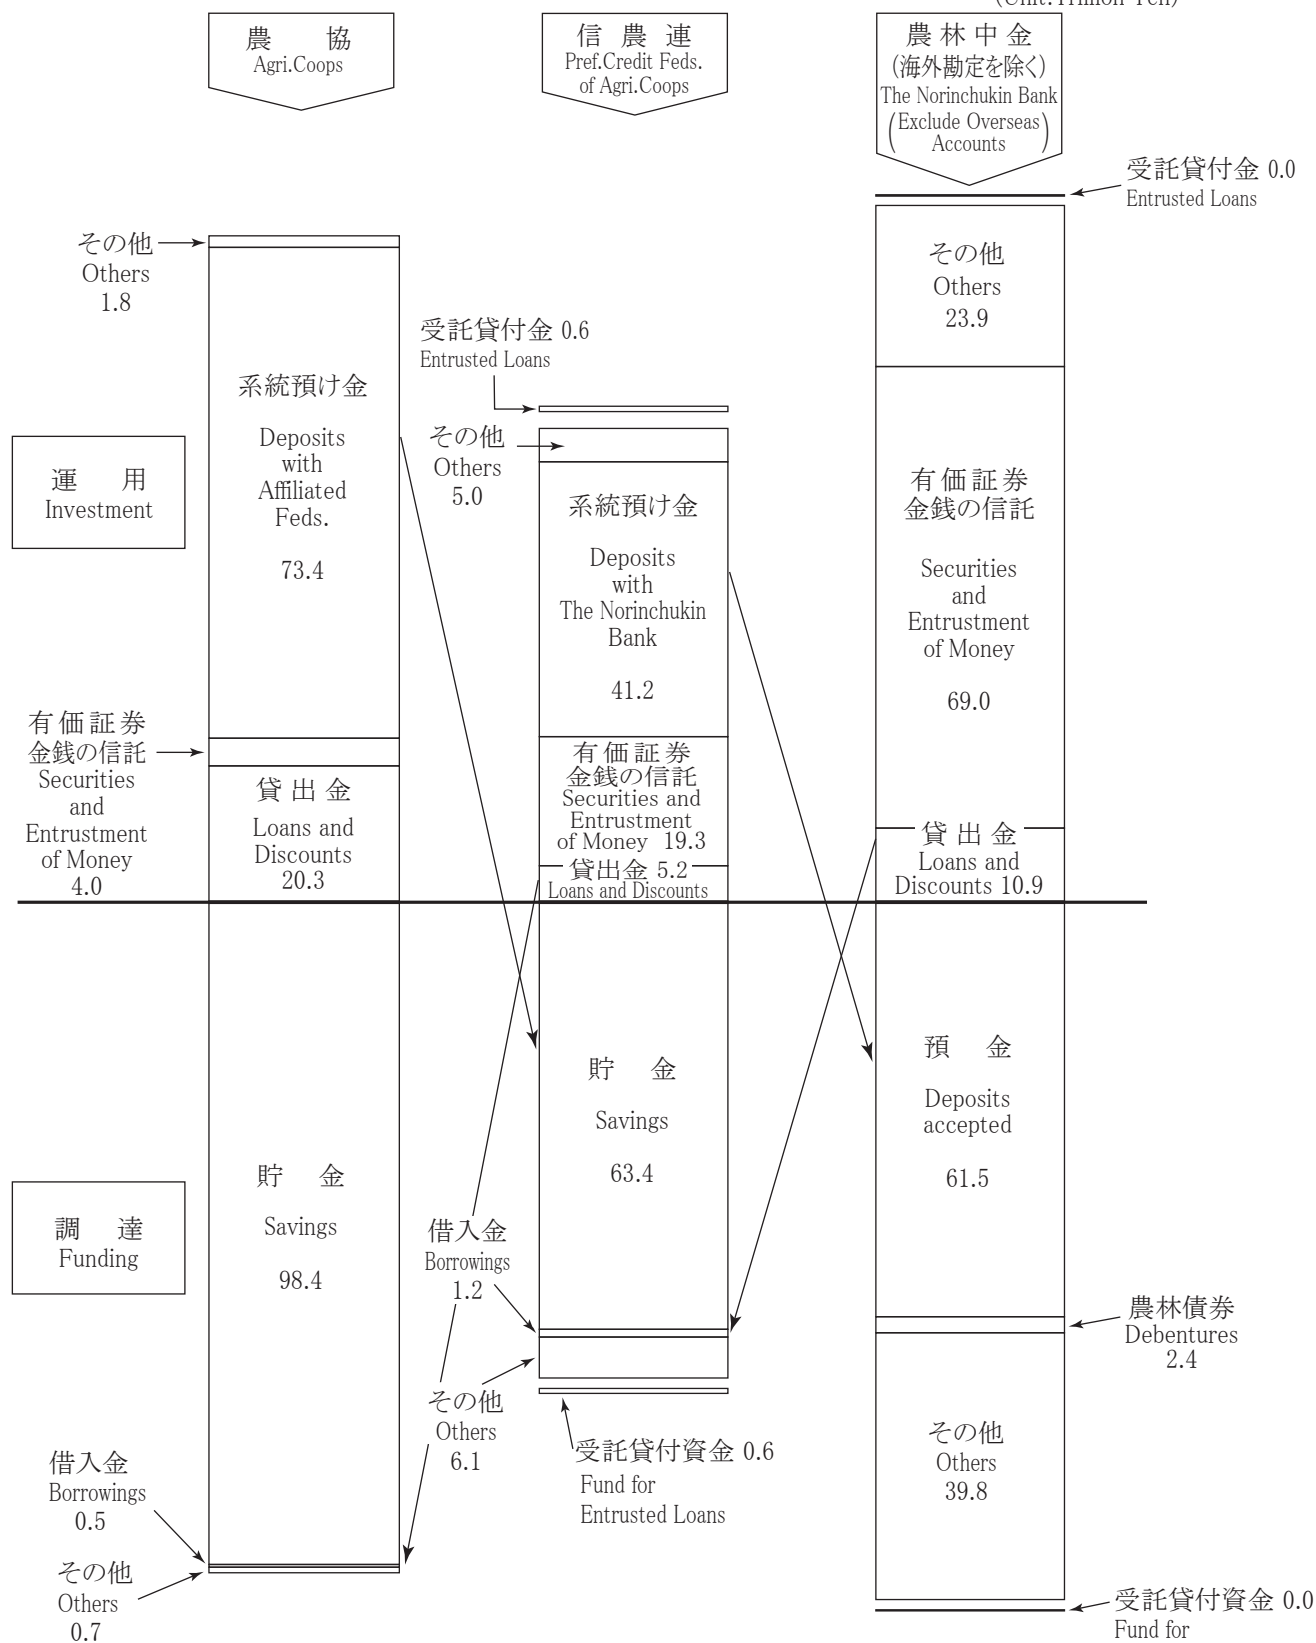 (Unit:Trillion Yen)
農 協
Agri.Coops
信 農 連
Pref.Credit Feds.
of Agri.Coops
農林中金
(海外勘定を除く)
The Norinchukin Bank
(Exclude Overseas
Accounts)
受託貸付金 0.0
Entrusted Loans
その他
Others
1.8
系統預け金
Deposits
with
Affiliated
Feds.
73.4
受託貸付金 0.6
Entrusted Loans
その他
Others
5.0
系統預け金
Deposits
with
The Norinchukin
Bank
41.2
その他
Others
23.9
有価証券
金銭の信託
Securities
and
Entrustment
of Money
69.0
運 用
Investment
有価証券
金銭の信託
Securities
and
Entrustment
of Money
4.0
貸出金
Loans and
Discounts
20.3
有価証券
金銭の信託
Securities and
Entrustment
of Money 19.3
貸出金 5.2
Loans and Discounts
貸出金
Loans and
Discounts 10.9
調 達
Funding
貯 金
Savings
98.4
貯 金
Savings
63.4
預 金
Deposits
accepted
61.5
借入金
Borrowings
1.2
その他
Others
6.1
受託貸付資金 0.6
Fund for
Entrusted Loans
農林債券
Debentures
2.4
その他
Others
39.8
借入金
Borrowings
0.5
その他
Others
0.7
受託貸付資金 0.0
Fund for